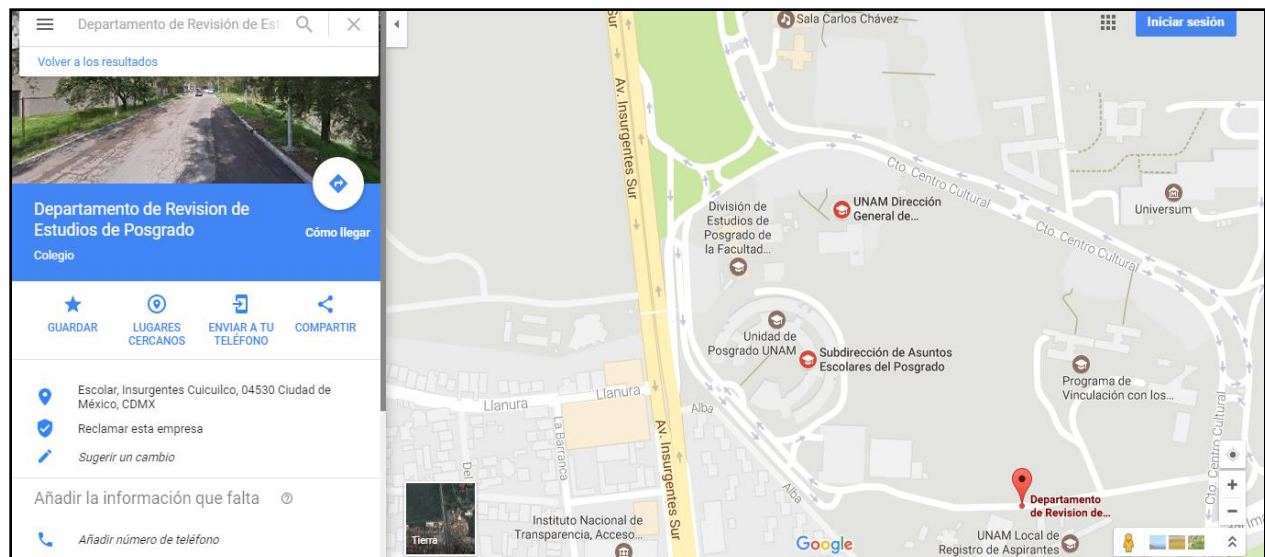 Departamento de Revisión de Est
Volver a los resultados
Departamento de Revision de
Estudios de Posgrado
Colegio
Cómo llegar
GUARDAR
LUGARES
CERCANOS
ENVIAR A TU
TELÉFONO
COMPARTIR
Escolar, Insurgentes Cuicuilco, 04530 Ciudad de
México, CDMX
Reclamar esta empresa
Sugerir un cambio
Añadir la información que falta
Añadir número de teléfono
Sala Carlos Chávez
Iniciar sesión
Sur
Av. Insurgentes Sur
Cto. Centro Cultural
División de
Estudios de
Posgrado de
la Facultad...
UNAM Dirección
General de...
Universum
Cto. Centro Cultural
Unidad de
Posgrado UNAM
Subdirección de Asuntos
Escolares del Posgrado
Programa de
Vinculación con los...
Llanura
Llanura
Alba
La Barranca
Del
Av. Insurgentes Sur
Alba
Cto. Centro Cultural
Departamento
de Revision de...
Tierra
Instituto Nacional de
Transparencia, Acceso...
Google
UNAM Local de
Registro de Aspirantes